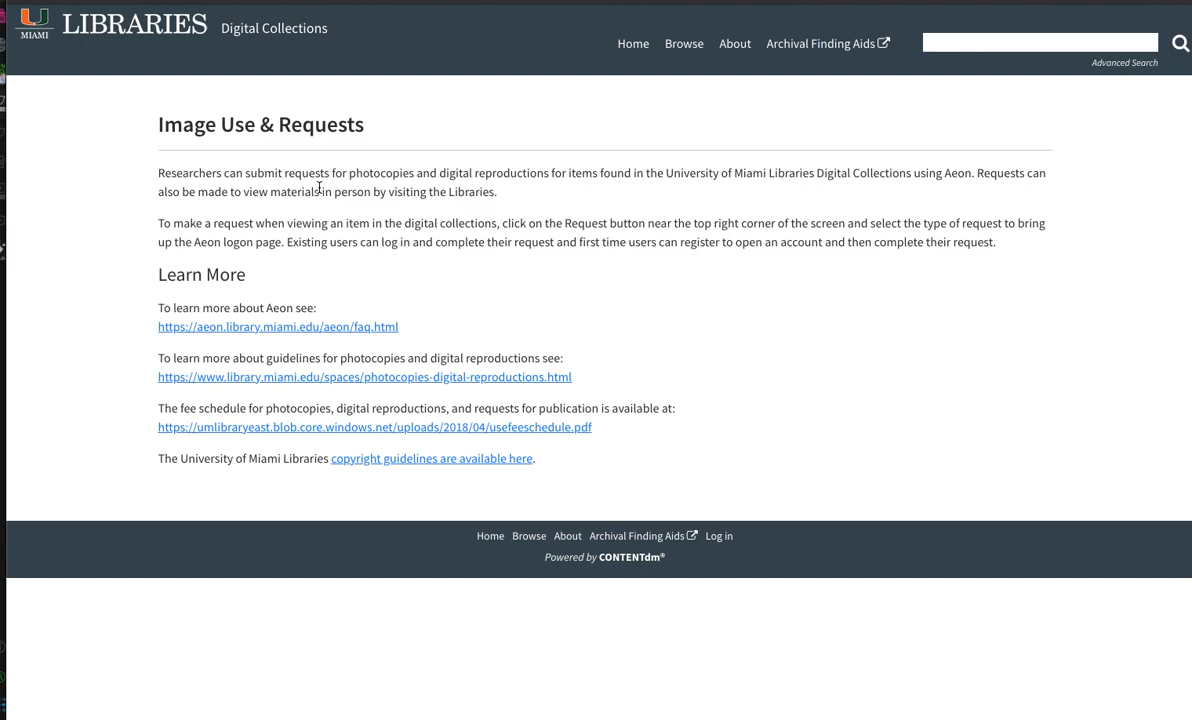 MIAMI
LIBRARIES
Digital Collections
Home Browse About Archival Finding Aids
Advanced Search
Image Use & Requests
Researchers can submit requests for photocopies and digital reproductions for items found in the University of Miami Libraries Digital Collections using Aeon. Requests can
also be made to view materials in person by visiting the Libraries.
To make a request when viewing an item in the digital collections, click on the Request button near the top right corner of the screen and select the type of request to bring
up the Aeon logon page. Existing users can log in and complete their request and first time users can register to open an account and then complete their request.
Learn More
To learn more about Aeon see:
https://aeon.library.miami.edu/aeon/faq.html
To learn more about guidelines for photocopies and digital reproductions see:
https://www.library.miami.edu/spaces/photocopies-digital-reproductions.html
The fee schedule for photocopies, digital reproductions, and requests for publication is available at:
https://umlibraryeast.blob.core.windows.net/uploads/2018/04/usefeeschedule.pdf
The University of Miami Libraries copyright guidelines are available here.
Home Browse About Archival Finding Aids Log in
Powered by CONTENTdm®